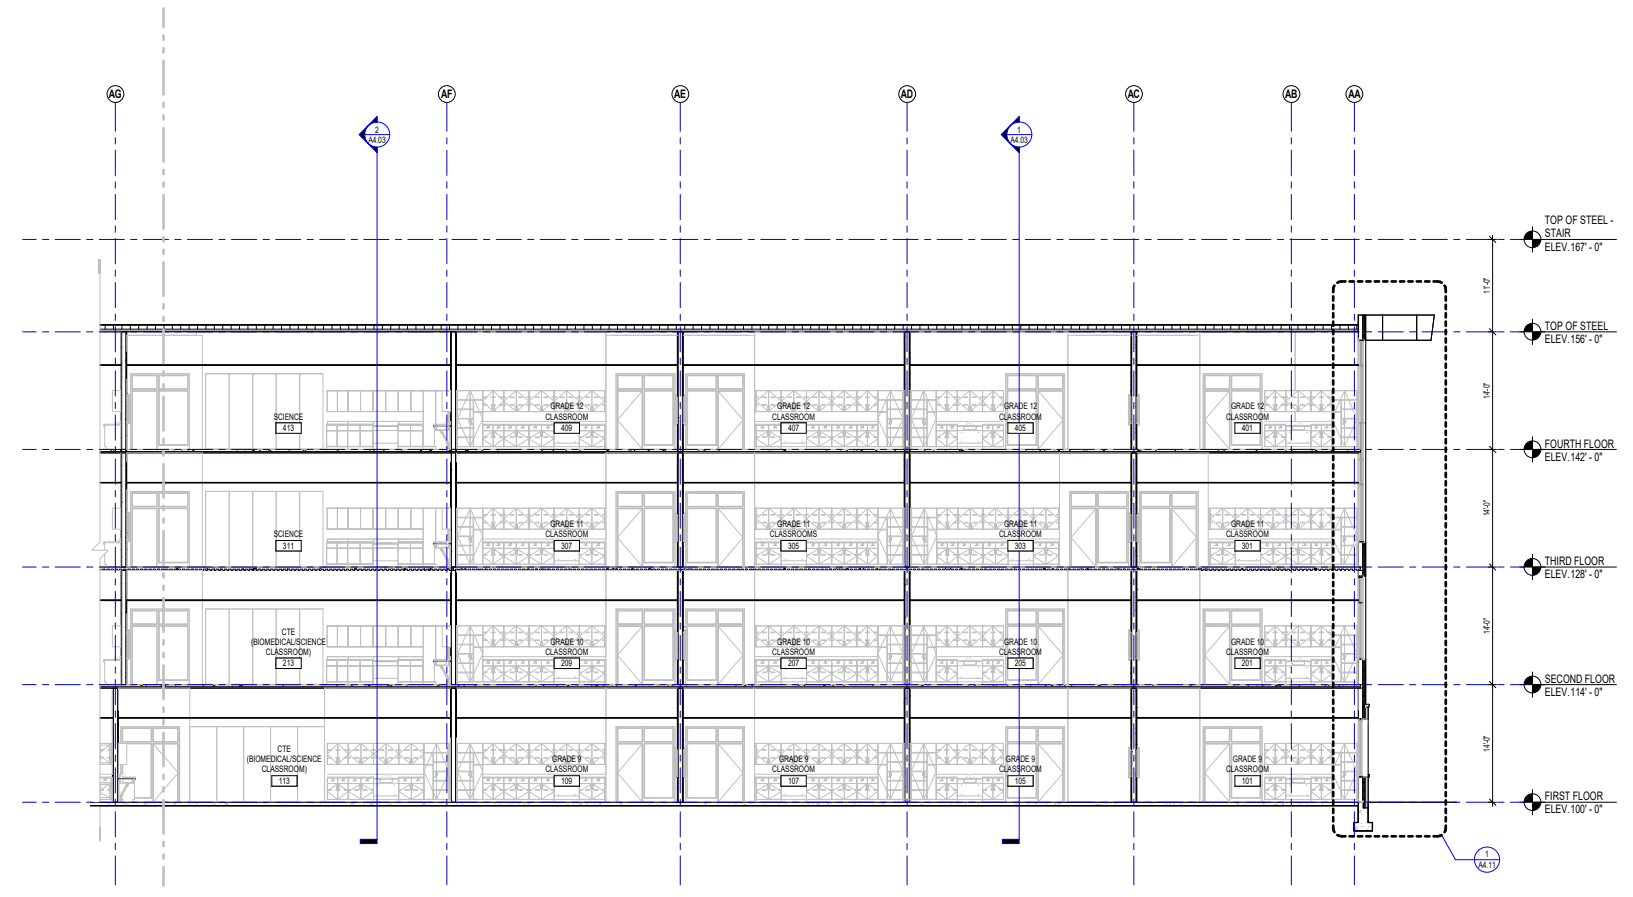 AG
AF
AE
AD
AC
AB
AA
2
A4.03
1
A4.03
TOP OF STEEL -
STAIR
ELEV.167' - 0"
11'-0"
TOP OF STEEL
ELEV.156' - 0"
14'-0"
SCIENCE
413
GRADE 12
CLASSROOM
409
GRADE 12
CLASSROOM
407
GRADE 12
CLASSROOM
405
GRADE 12
CLASSROOM
401
FOURTH FLOOR
ELEV.142' - 0"
14'-0"
SCIENCE
311
GRADE 11
CLASSROOM
307
GRADE 11
CLASSROOMS
305
GRADE 11
CLASSROOM
303
GRADE 11
CLASSROOM
301
THIRD FLOOR
ELEV.128' - 0"
14'-0"
CTE
(BIOMEDICAL/SCIENCE
CLASSROOM)
213
GRADE 10
CLASSROOM
209
GRADE 10
CLASSROOM
207
GRADE 10
CLASSROOM
205
GRADE 10
CLASSROOM
201
SECOND FLOOR
ELEV.114' - 0"
14'-0"
CTE
(BIOMEDICAL/SCIENCE
CLASSROOM)
113
GRADE 9
CLASSROOM
109
GRADE 9
CLASSROOM
107
GRADE 9
CLASSROOM
105
GRADE 9
CLASSROOM
101
FIRST FLOOR
ELEV.100' - 0"
1
A4.11